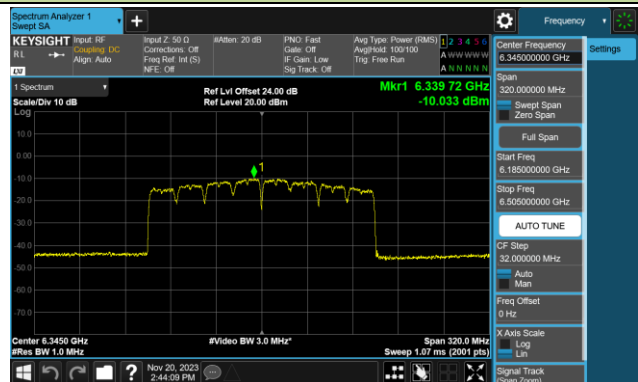 Spectrum Analyzer 1
Swept SA
Frequency
KEYSIGHT
RL
LXI
Input: RF
Coupling: DC
Align: Auto
Input Z: 50 Ω
Corrections: Off
Freq Ref: Int (S)
NFE: Off
#Atten: 20 dB
PNO: Fast
Gate: Off
IF Gain: Low
Sig Track: Off
Avg Type: Power (RMS)
Avg|Hold: 100/100
Trig: Free Run
1 2 3 4 5 6
A W W W W W
A N N N N N
Center Frequency
6.345000000 GHz
Settings
Span
320.000000 MHz
Swept Span
Zero Span
Full Span
Start Freq
6.185000000 GHz
Stop Freq
6.505000000 GHz
AUTO TUNE
CF Step
32.000000 MHz
Auto
Man
Freq Offset
0 Hz
X Axis Scale
Log
Lin
Signal Track
(Span Zoom)
1 Spectrum
Scale/Div 10 dB
Log
Ref Lvl Offset 24.00 dB
Ref Level 20.00 dBm
Mkr1 6.339 72 GHz
-10.033 dBm
10.0
0.00
-10.0
-20.0
-30.0
-40.0
-50.0
-60.0
-70.0
1
Center 6.3450 GHz
#Res BW 1.0 MHz
#Video BW 3.0 MHz*
Span 320.0 MHz
Sweep 1.07 ms (2001 pts)
?
Nov 20, 2023
2:44:09 PM